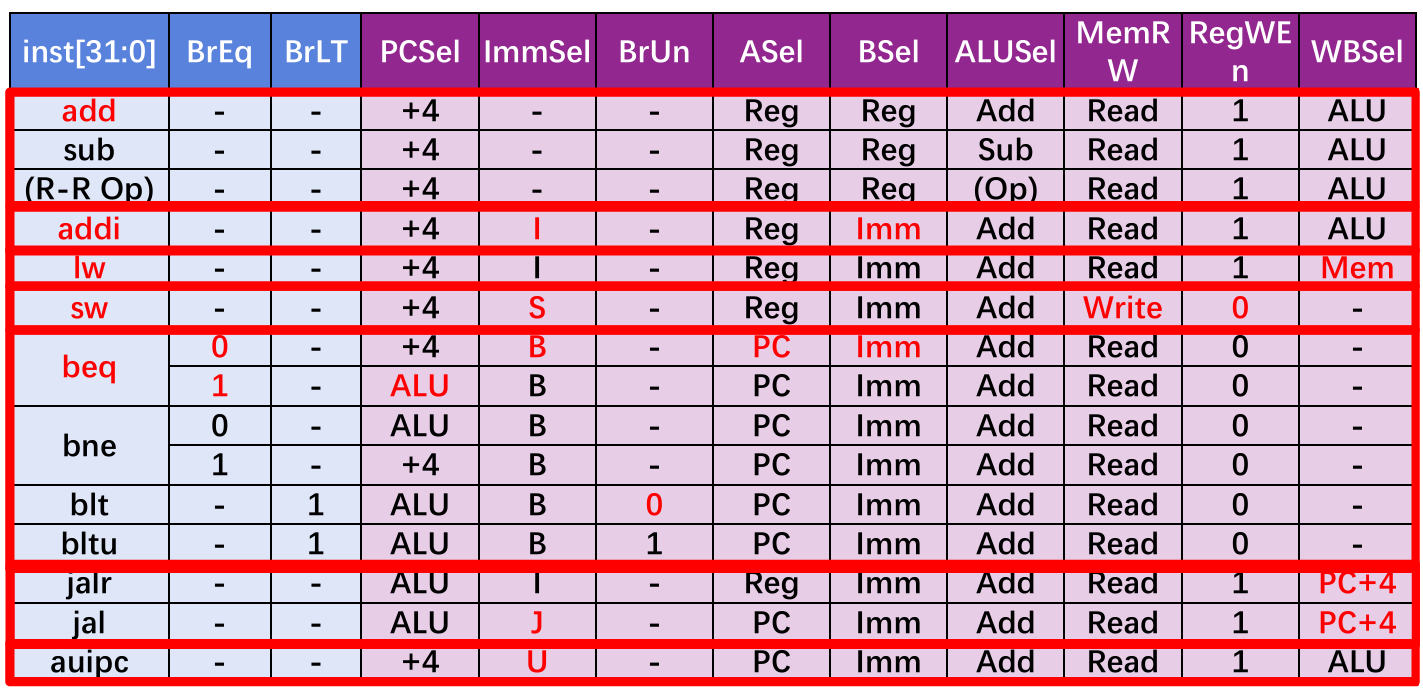 inst[31:0] BrEq BrLT PCSel ImmSel BrUn ASel BSel ALUSel MemR RegWE WBSel
W n
add - - +4 - - Reg Reg Add Read 1 ALU
sub - - +4 - - Reg Reg Sub Read 1 ALU
(R-R Op) - - +4 - - Reg Reg (Op) Read 1 ALU
addi - - +4 I - Reg Imm Add Read 1 ALU
lw - - +4 I - Reg Imm Add Read 1 Mem
sw - - +4 S - Reg Imm Add Write 0 -
beq 0 - +4 B - PC Imm Add Read 0 -
1 - ALU B - PC Imm Add Read 0 -
bne 0 - ALU B - PC Imm Add Read 0 -
1 - +4 B - PC Imm Add Read 0 -
blt - 1 ALU B 0 PC Imm Add Read 0 -
bltu - 1 ALU B 1 PC Imm Add Read 0 -
jalr - - ALU I - Reg Imm Add Read 1 PC+4
jal - - ALU J - PC Imm Add Read 1 PC+4
auipc - - +4 U - PC Imm Add Read 1 ALU